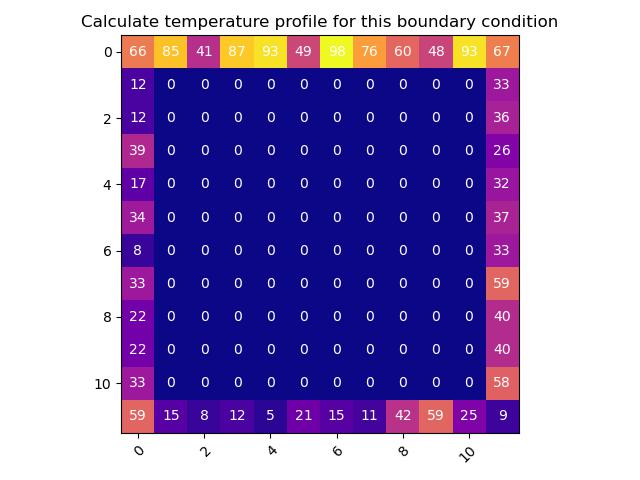 Calculate temperature profile for this boundary condition
0 66 85 41 87 93 49 98 76 60 48 93 67
12 0 0 0 0 0 0 0 0 0 0 33
2 12 0 0 0 0 0 0 0 0 0 0 36
39 0 0 0 0 0 0 0 0 0 0 26
4 17 0 0 0 0 0 0 0 0 0 0 32
34 0 0 0 0 0 0 0 0 0 0 37
6 8 0 0 0 0 0 0 0 0 0 0 33
33 0 0 0 0 0 0 0 0 0 0 59
8 22 0 0 0 0 0 0 0 0 0 0 40
22 0 0 0 0 0 0 0 0 0 0 40
10 33 0 0 0 0 0 0 0 0 0 0 58
59 15 8 12 5 21 15 11 42 59 25 9
0 2 4 6 8 10